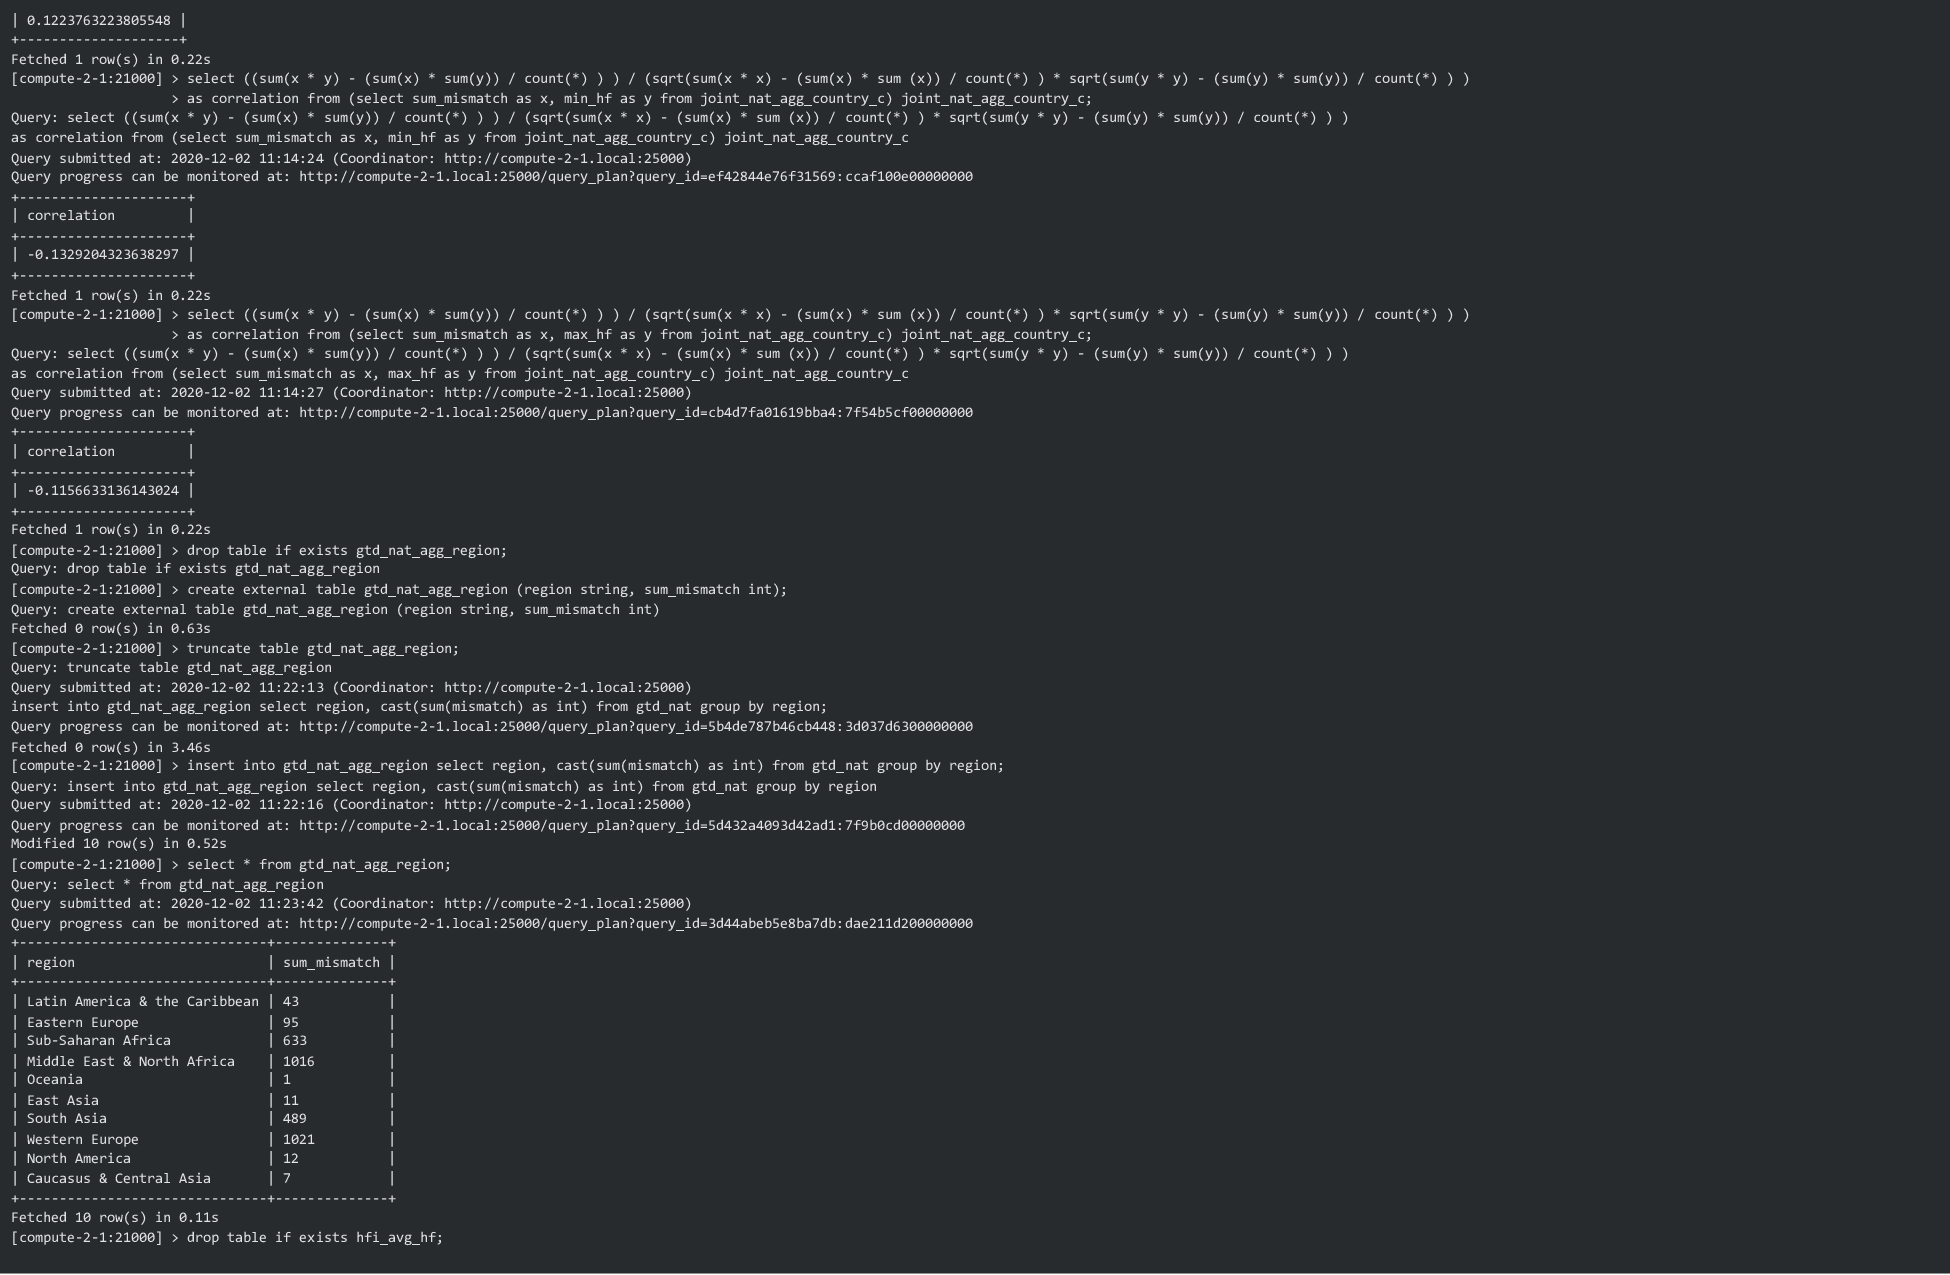 | 0.1223763223805548 |
+--------------------+
Fetched 1 row(s) in 0.22s
[compute-2-1:21000] > select ((sum(x * y) - (sum(x) * sum(y)) / count(*) ) ) / (sqrt(sum(x * x) - (sum(x) * sum (x)) / count(*) ) * sqrt(sum(y * y) - (sum(y) * sum(y)) / count(*) ) )
                    > as correlation from (select sum_mismatch as x, min_hf as y from joint_nat_agg_country_c) joint_nat_agg_country_c;
Query: select ((sum(x * y) - (sum(x) * sum(y)) / count(*) ) ) / (sqrt(sum(x * x) - (sum(x) * sum (x)) / count(*) ) * sqrt(sum(y * y) - (sum(y) * sum(y)) / count(*) ) )
as correlation from (select sum_mismatch as x, min_hf as y from joint_nat_agg_country_c) joint_nat_agg_country_c
Query submitted at: 2020-12-02 11:14:24 (Coordinator: http://compute-2-1.local:25000)
Query progress can be monitored at: http://compute-2-1.local:25000/query_plan?query_id=ef42844e76f31569:ccaf100e00000000
+---------------------+
| correlation         |
+---------------------+
| -0.1329204323638297 |
+---------------------+
Fetched 1 row(s) in 0.22s
[compute-2-1:21000] > select ((sum(x * y) - (sum(x) * sum(y)) / count(*) ) ) / (sqrt(sum(x * x) - (sum(x) * sum (x)) / count(*) ) * sqrt(sum(y * y) - (sum(y) * sum(y)) / count(*) ) )
                    > as correlation from (select sum_mismatch as x, max_hf as y from joint_nat_agg_country_c) joint_nat_agg_country_c;
Query: select ((sum(x * y) - (sum(x) * sum(y)) / count(*) ) ) / (sqrt(sum(x * x) - (sum(x) * sum (x)) / count(*) ) * sqrt(sum(y * y) - (sum(y) * sum(y)) / count(*) ) )
as correlation from (select sum_mismatch as x, max_hf as y from joint_nat_agg_country_c) joint_nat_agg_country_c
Query submitted at: 2020-12-02 11:14:27 (Coordinator: http://compute-2-1.local:25000)
Query progress can be monitored at: http://compute-2-1.local:25000/query_plan?query_id=cb4d7fa01619bba4:7f54b5cf00000000
+---------------------+
| correlation         |
+---------------------+
| -0.1156633136143024 |
+---------------------+
Fetched 1 row(s) in 0.22s
[compute-2-1:21000] > drop table if exists gtd_nat_agg_region;
Query: drop table if exists gtd_nat_agg_region
[compute-2-1:21000] > create external table gtd_nat_agg_region (region string, sum_mismatch int);
Query: create external table gtd_nat_agg_region (region string, sum_mismatch int)
Fetched 0 row(s) in 0.63s
[compute-2-1:21000] > truncate table gtd_nat_agg_region;
Query: truncate table gtd_nat_agg_region
Query submitted at: 2020-12-02 11:22:13 (Coordinator: http://compute-2-1.local:25000)
insert into gtd_nat_agg_region select region, cast(sum(mismatch) as int) from gtd_nat group by region;
Query progress can be monitored at: http://compute-2-1.local:25000/query_plan?query_id=5b4de787b46cb448:3d037d6300000000
Fetched 0 row(s) in 3.46s
[compute-2-1:21000] > insert into gtd_nat_agg_region select region, cast(sum(mismatch) as int) from gtd_nat group by region;
Query: insert into gtd_nat_agg_region select region, cast(sum(mismatch) as int) from gtd_nat group by region
Query submitted at: 2020-12-02 11:22:16 (Coordinator: http://compute-2-1.local:25000)
Query progress can be monitored at: http://compute-2-1.local:25000/query_plan?query_id=5d432a4093d42ad1:7f9b0cd00000000
Modified 10 row(s) in 0.52s
[compute-2-1:21000] > select * from gtd_nat_agg_region;
Query: select * from gtd_nat_agg_region
Query submitted at: 2020-12-02 11:23:42 (Coordinator: http://compute-2-1.local:25000)
Query progress can be monitored at: http://compute-2-1.local:25000/query_plan?query_id=3d44abeb5e8ba7db:dae211d200000000
+-------------------------------+--------------+
| region                        | sum_mismatch |
+-------------------------------+--------------+
| Latin America & the Caribbean | 43           |
| Eastern Europe                | 95           |
| Sub-Saharan Africa            | 633          |
| Middle East & North Africa    | 1016         |
| Oceania                       | 1            |
| East Asia                     | 11           |
| South Asia                    | 489          |
| Western Europe                | 1021         |
| North America                 | 12           |
| Caucasus & Central Asia       | 7            |
+-------------------------------+--------------+
Fetched 10 row(s) in 0.11s
[compute-2-1:21000] > drop table if exists hfi_avg_hf;